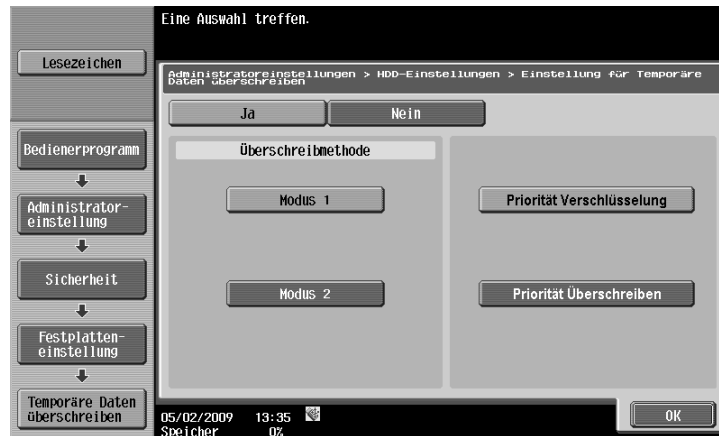 Eine Auswahl treffen.
Lesezeichen
Administratoreinstellungen > HDD-Einstellungen > Einstellung für Temporäre
Daten überschreiben
Ja
Nein
Bedienerprogramm
Administrator-
einstellung
Sicherheit
Festplatten-
einstellung
Temporäre Daten
überschreiben
Überschreibmethode
Modus 1
Priorität Verschlüsselung
Modus 2
Priorität Überschreiben
05/02/2009 13:35
Speicher 0%
OK